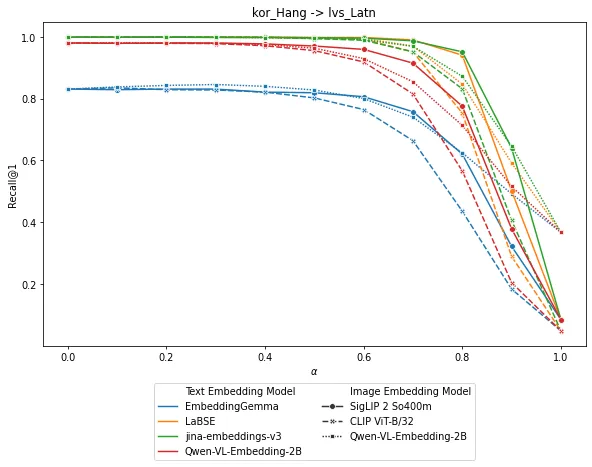 kor_Hang -> lvs_Latn
Recall@1
1.0
0.8
0.6
0.4
0.2
0.0 0.2 0.4 0.6 0.8 1.0
α
Text Embedding Model Image Embedding Model
EmbeddingGemma SigLIP 2 So400m
LaBSE CLIP ViT-B/32
jina-embeddings-v3 Qwen-VL-Embedding-2B
Qwen-VL-Embedding-2B